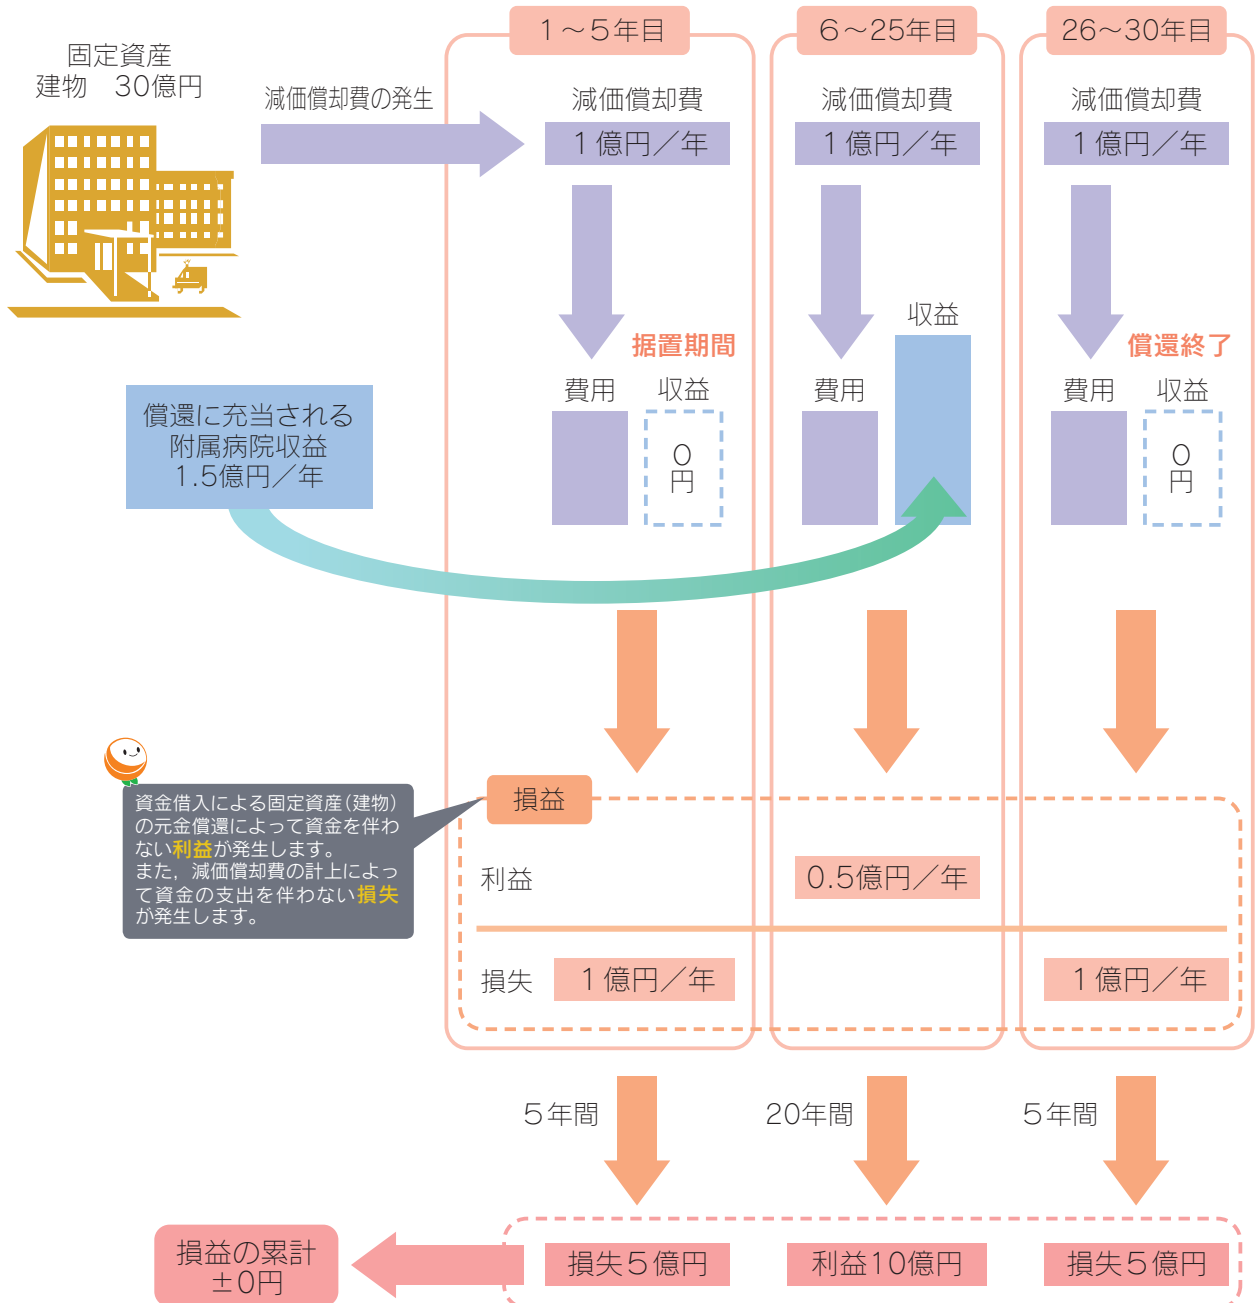 固定資産
建物　30億円
減価償却費の発生
1～5年目
6～25年目
26～30年目
減価償却費
1億円／年
減価償却費
1億円／年
減価償却費
1億円／年
据置期間
収益
償還終了
費用
収益
0
円
費用
費用
収益
0
円
償還に充当される
附属病院収益
1.5億円／年
損益
資金借入による固定資産（建物）
の元金償還によって資金を伴わ
ない利益が発生します。
また，減価償却費の計上によっ
て資金の支出を伴わない損失
が発生します。
利益
0.5億円／年
損失
1億円／年
1億円／年
5年間
20年間
5年間
損益の累計
±0円
損失5億円
利益10億円
損失5億円